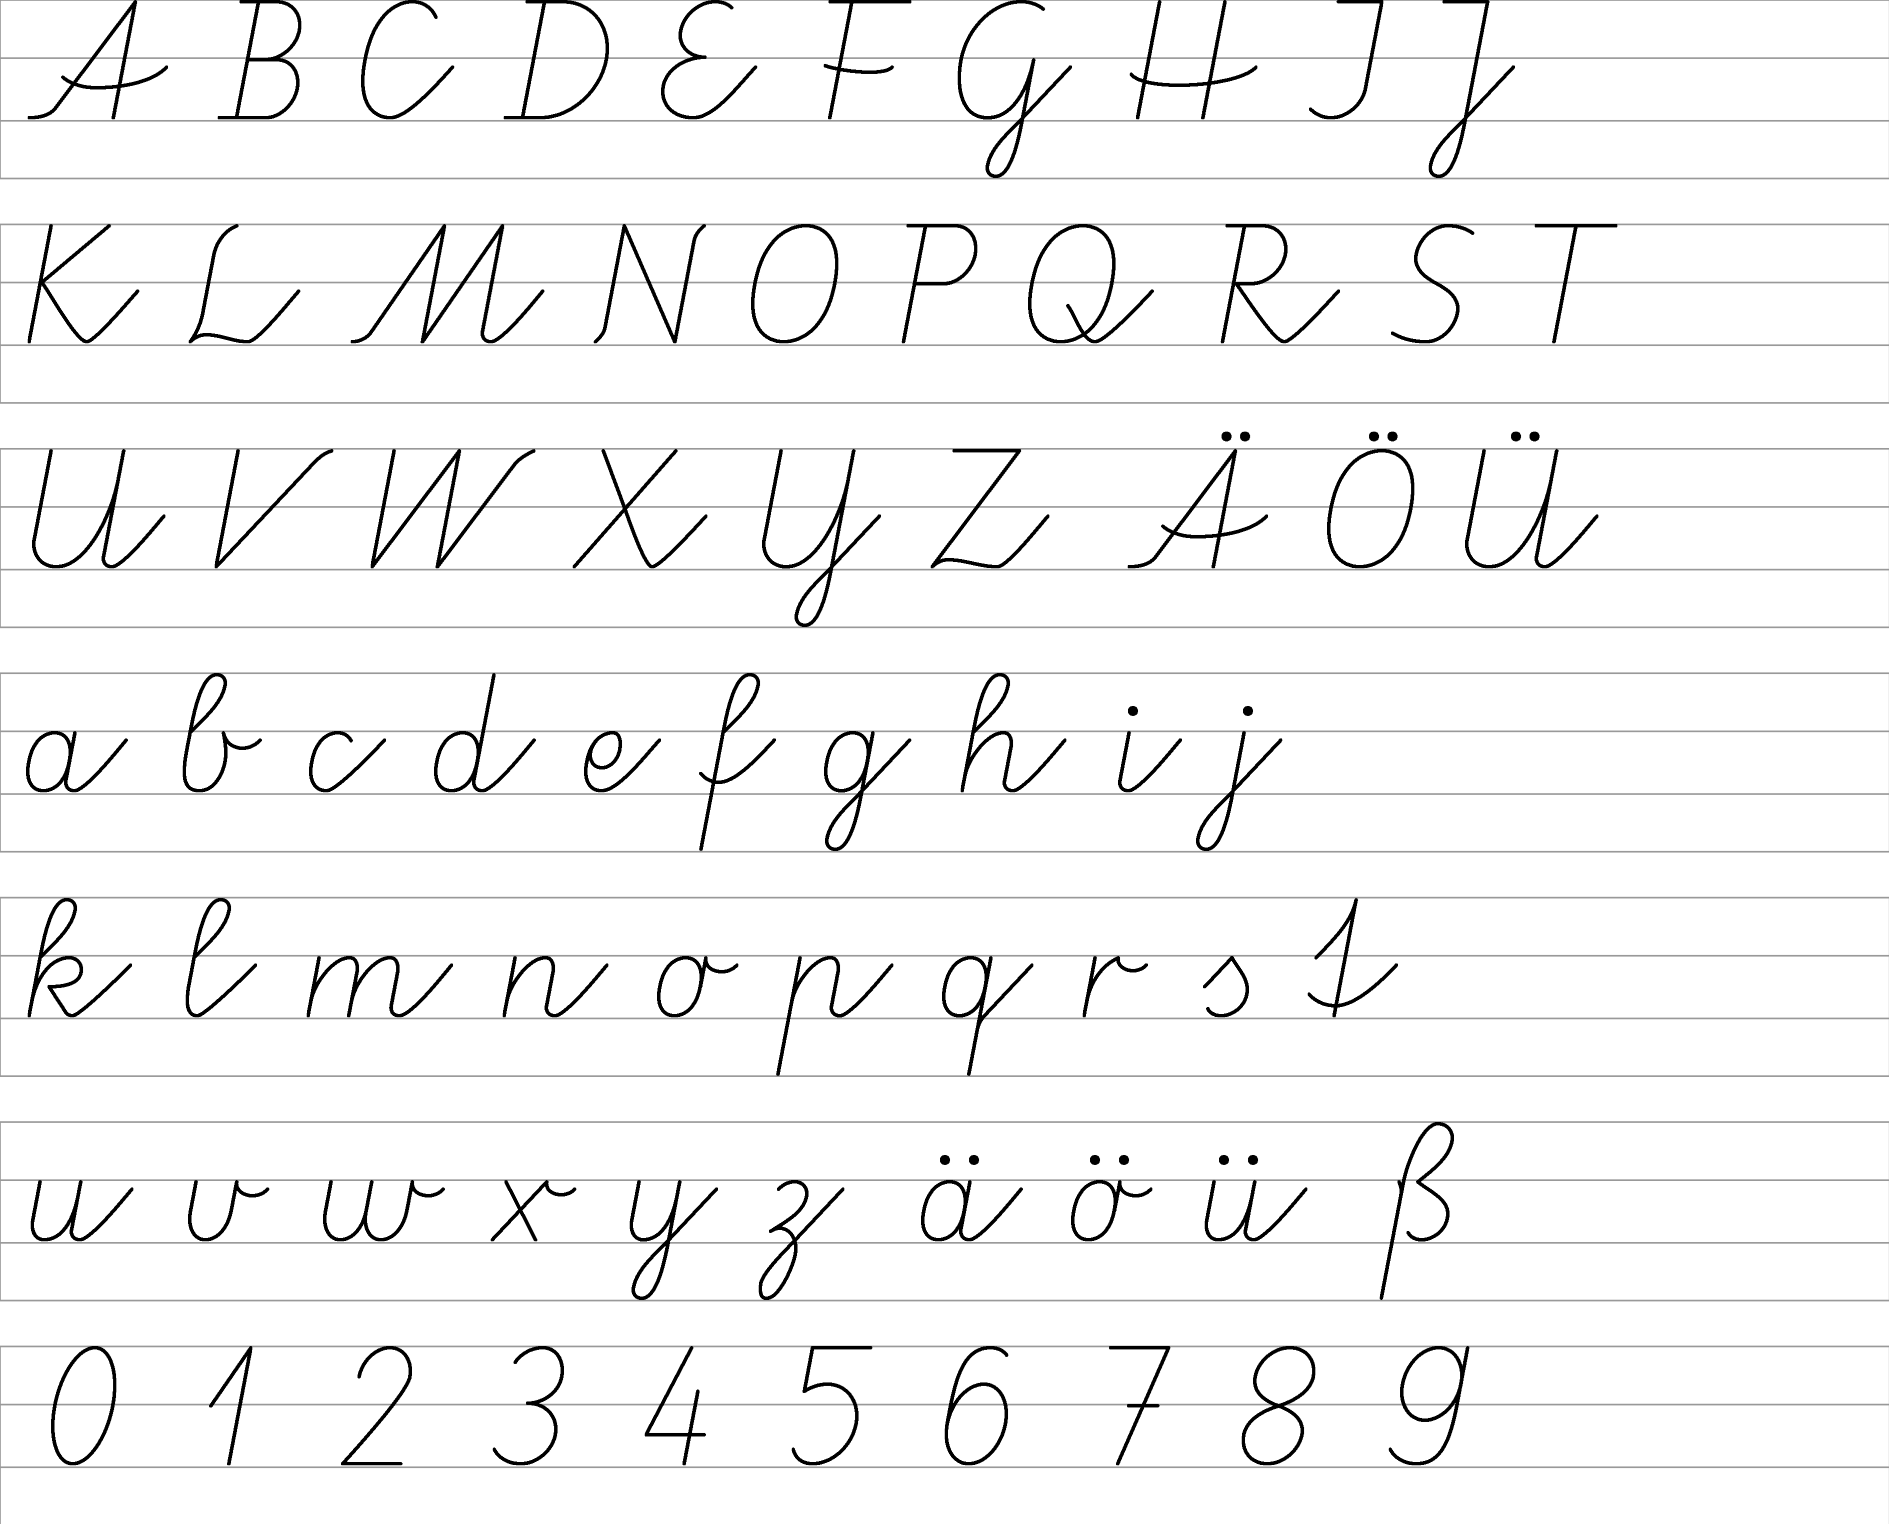 A B C D E F G H I J
K L M N O P Q R S T
U V W X Y Z Ä Ö Ü
a b c d e f g h i j
k l m n o p q r s t
u v w x y z ä ö ü ß
0 1 2 3 4 5 6 7 8 9